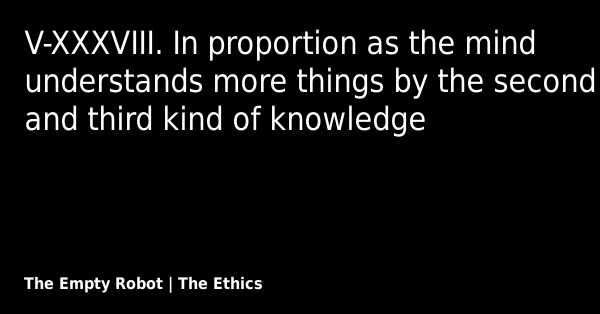 V-XXXVIII. In proportion as the mind
understands more things by the second
and third kind of knowledge
The Empty Robot | The Ethics